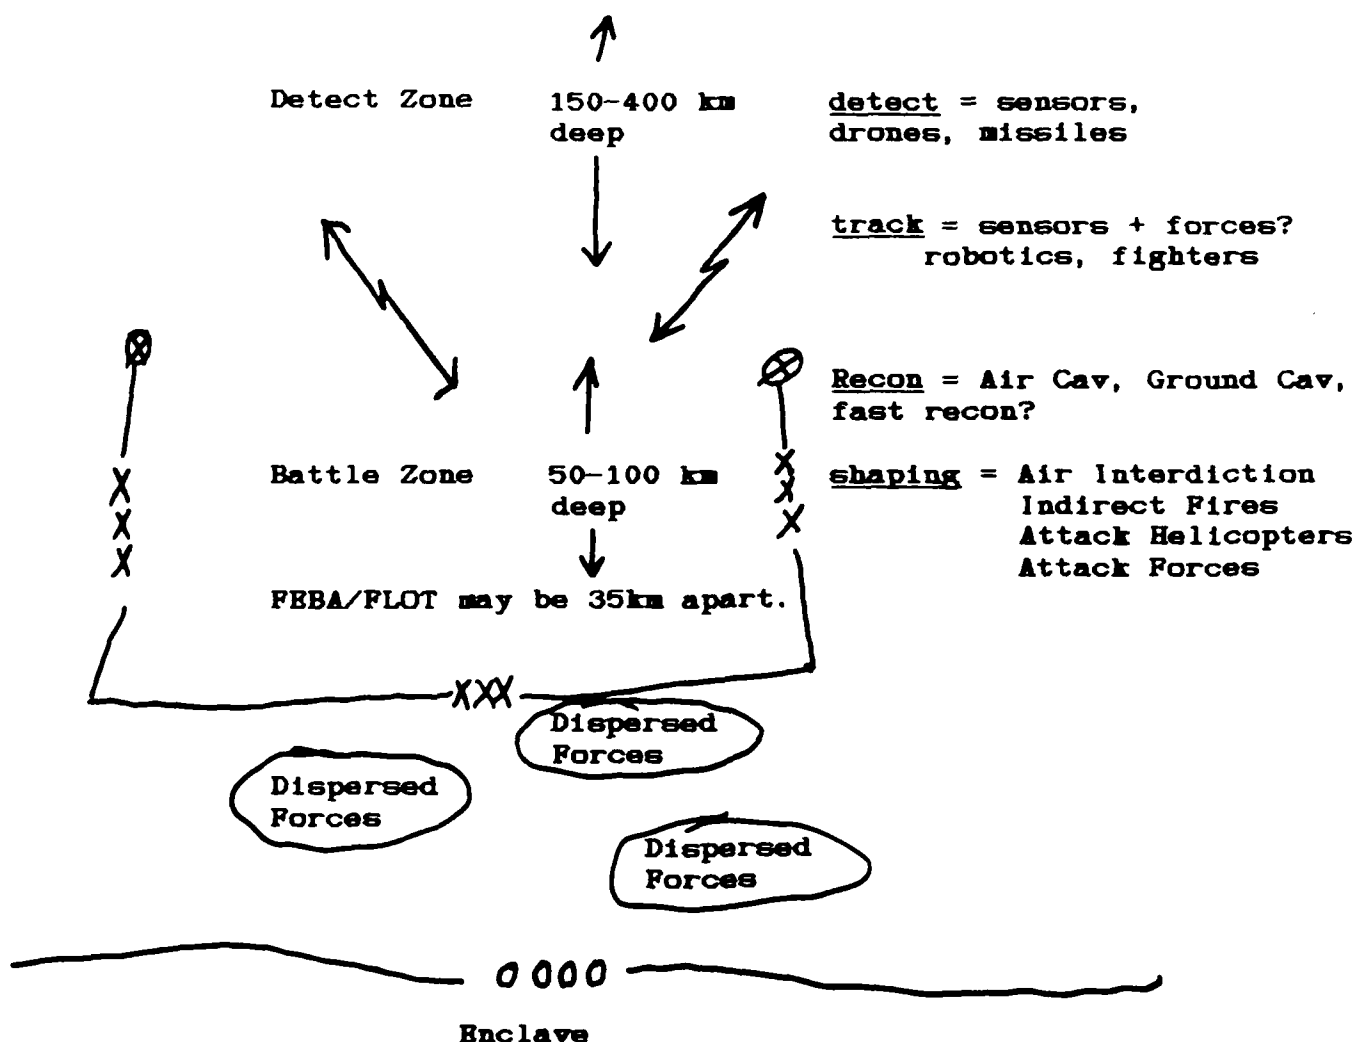 Detect Zone 150-400 km deep
detect = sensors,
drones, missiles
track = sensors + forces?
robotics, fighters
Recon = Air Cav, Ground Cav,
fast recon?
Battle Zone 50-100 km deep
shaping = Air Interdiction
Indirect Fires
Attack Helicopters
Attack Forces
X
X
X
X
X
X
FEBA/FLOT may be 35km apart.
XXX
Dispersed
Forces
Dispersed
Forces
Dispersed
Forces
0000
Enclave